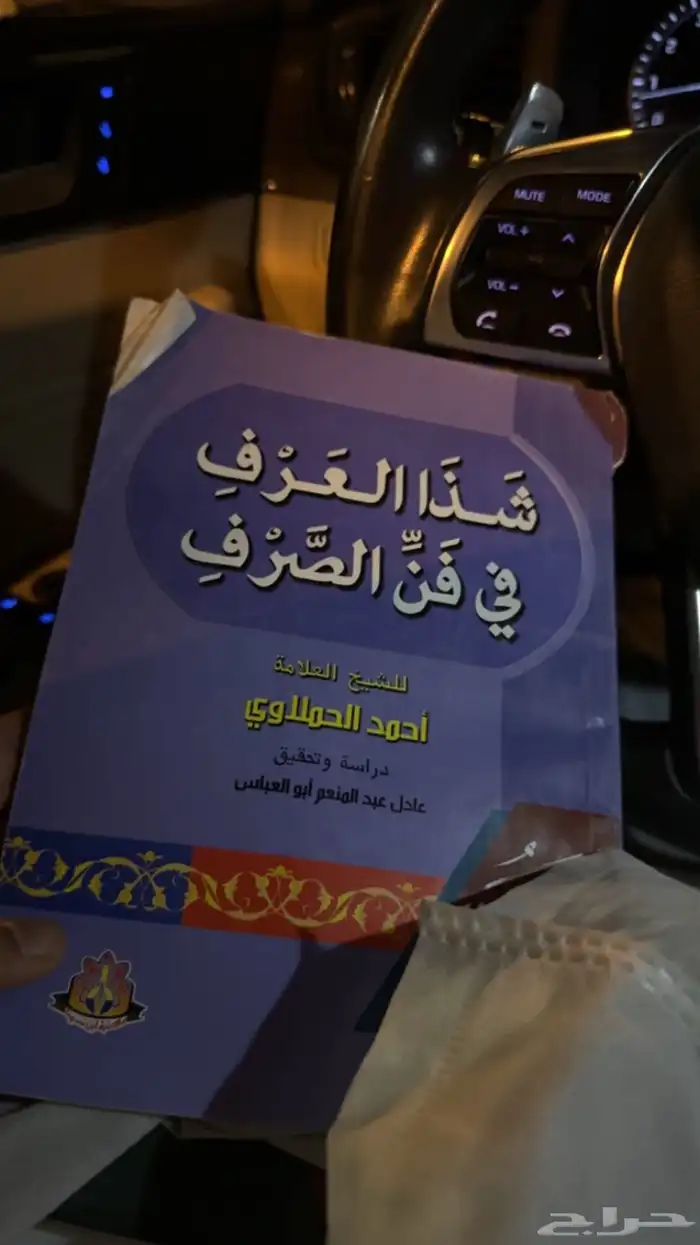 MUTE MODE
VOL +
VOL –
شَذَا العَرْفِ
في فَنِّ الصَّرْفِ
للشيخ العلامة
أحمد الحملاوي
دراسة وتحقيق
عادل عبد المنعم أبو العباس
حراج